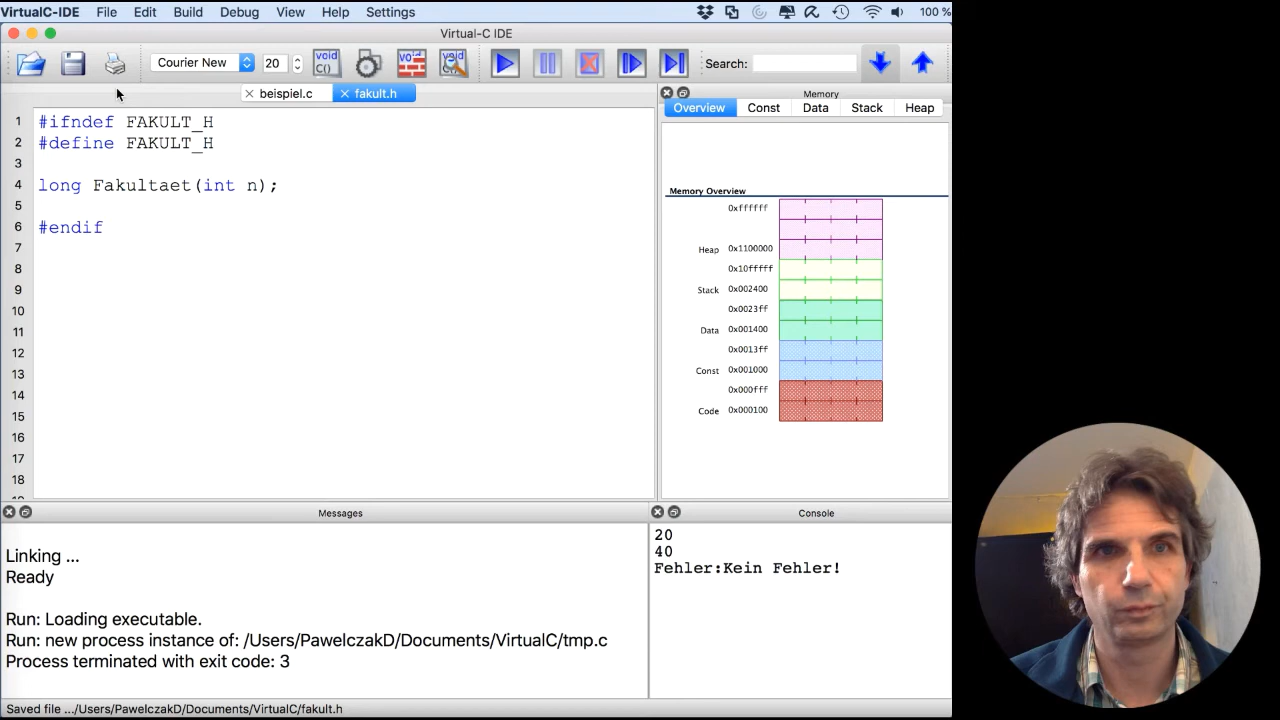 VirtualC-IDE File Edit Build Debug View Help Settings 100 %
Virtual-C IDE
Courier New 20 void C() void void Search:
beispiel.c fakult.h
1 #ifndef FAKULT_H
2 #define FAKULT_H
3
4 long Fakultaet(int n);
5
6 #endif
7
8
9
10
11
12
13
14
15
16
17
18
Memory
Overview Const Data Stack Heap
Memory Overview
0xffffff
Heap 0x1100000
0x10fffff
Stack 0x002400
0x0023ff
Data 0x001400
0x0013ff
Const 0x001000
0x000fff
Code 0x000100
Messages
Linking ...
Ready
Run: Loading executable.
Run: new process instance of: /Users/PawelczakD/Documents/VirtualC/tmp.c
Process terminated with exit code: 3
Console
20
40
Fehler:Kein Fehler!
Saved file .../Users/PawelczakD/Documents/VirtualC/fakult.h